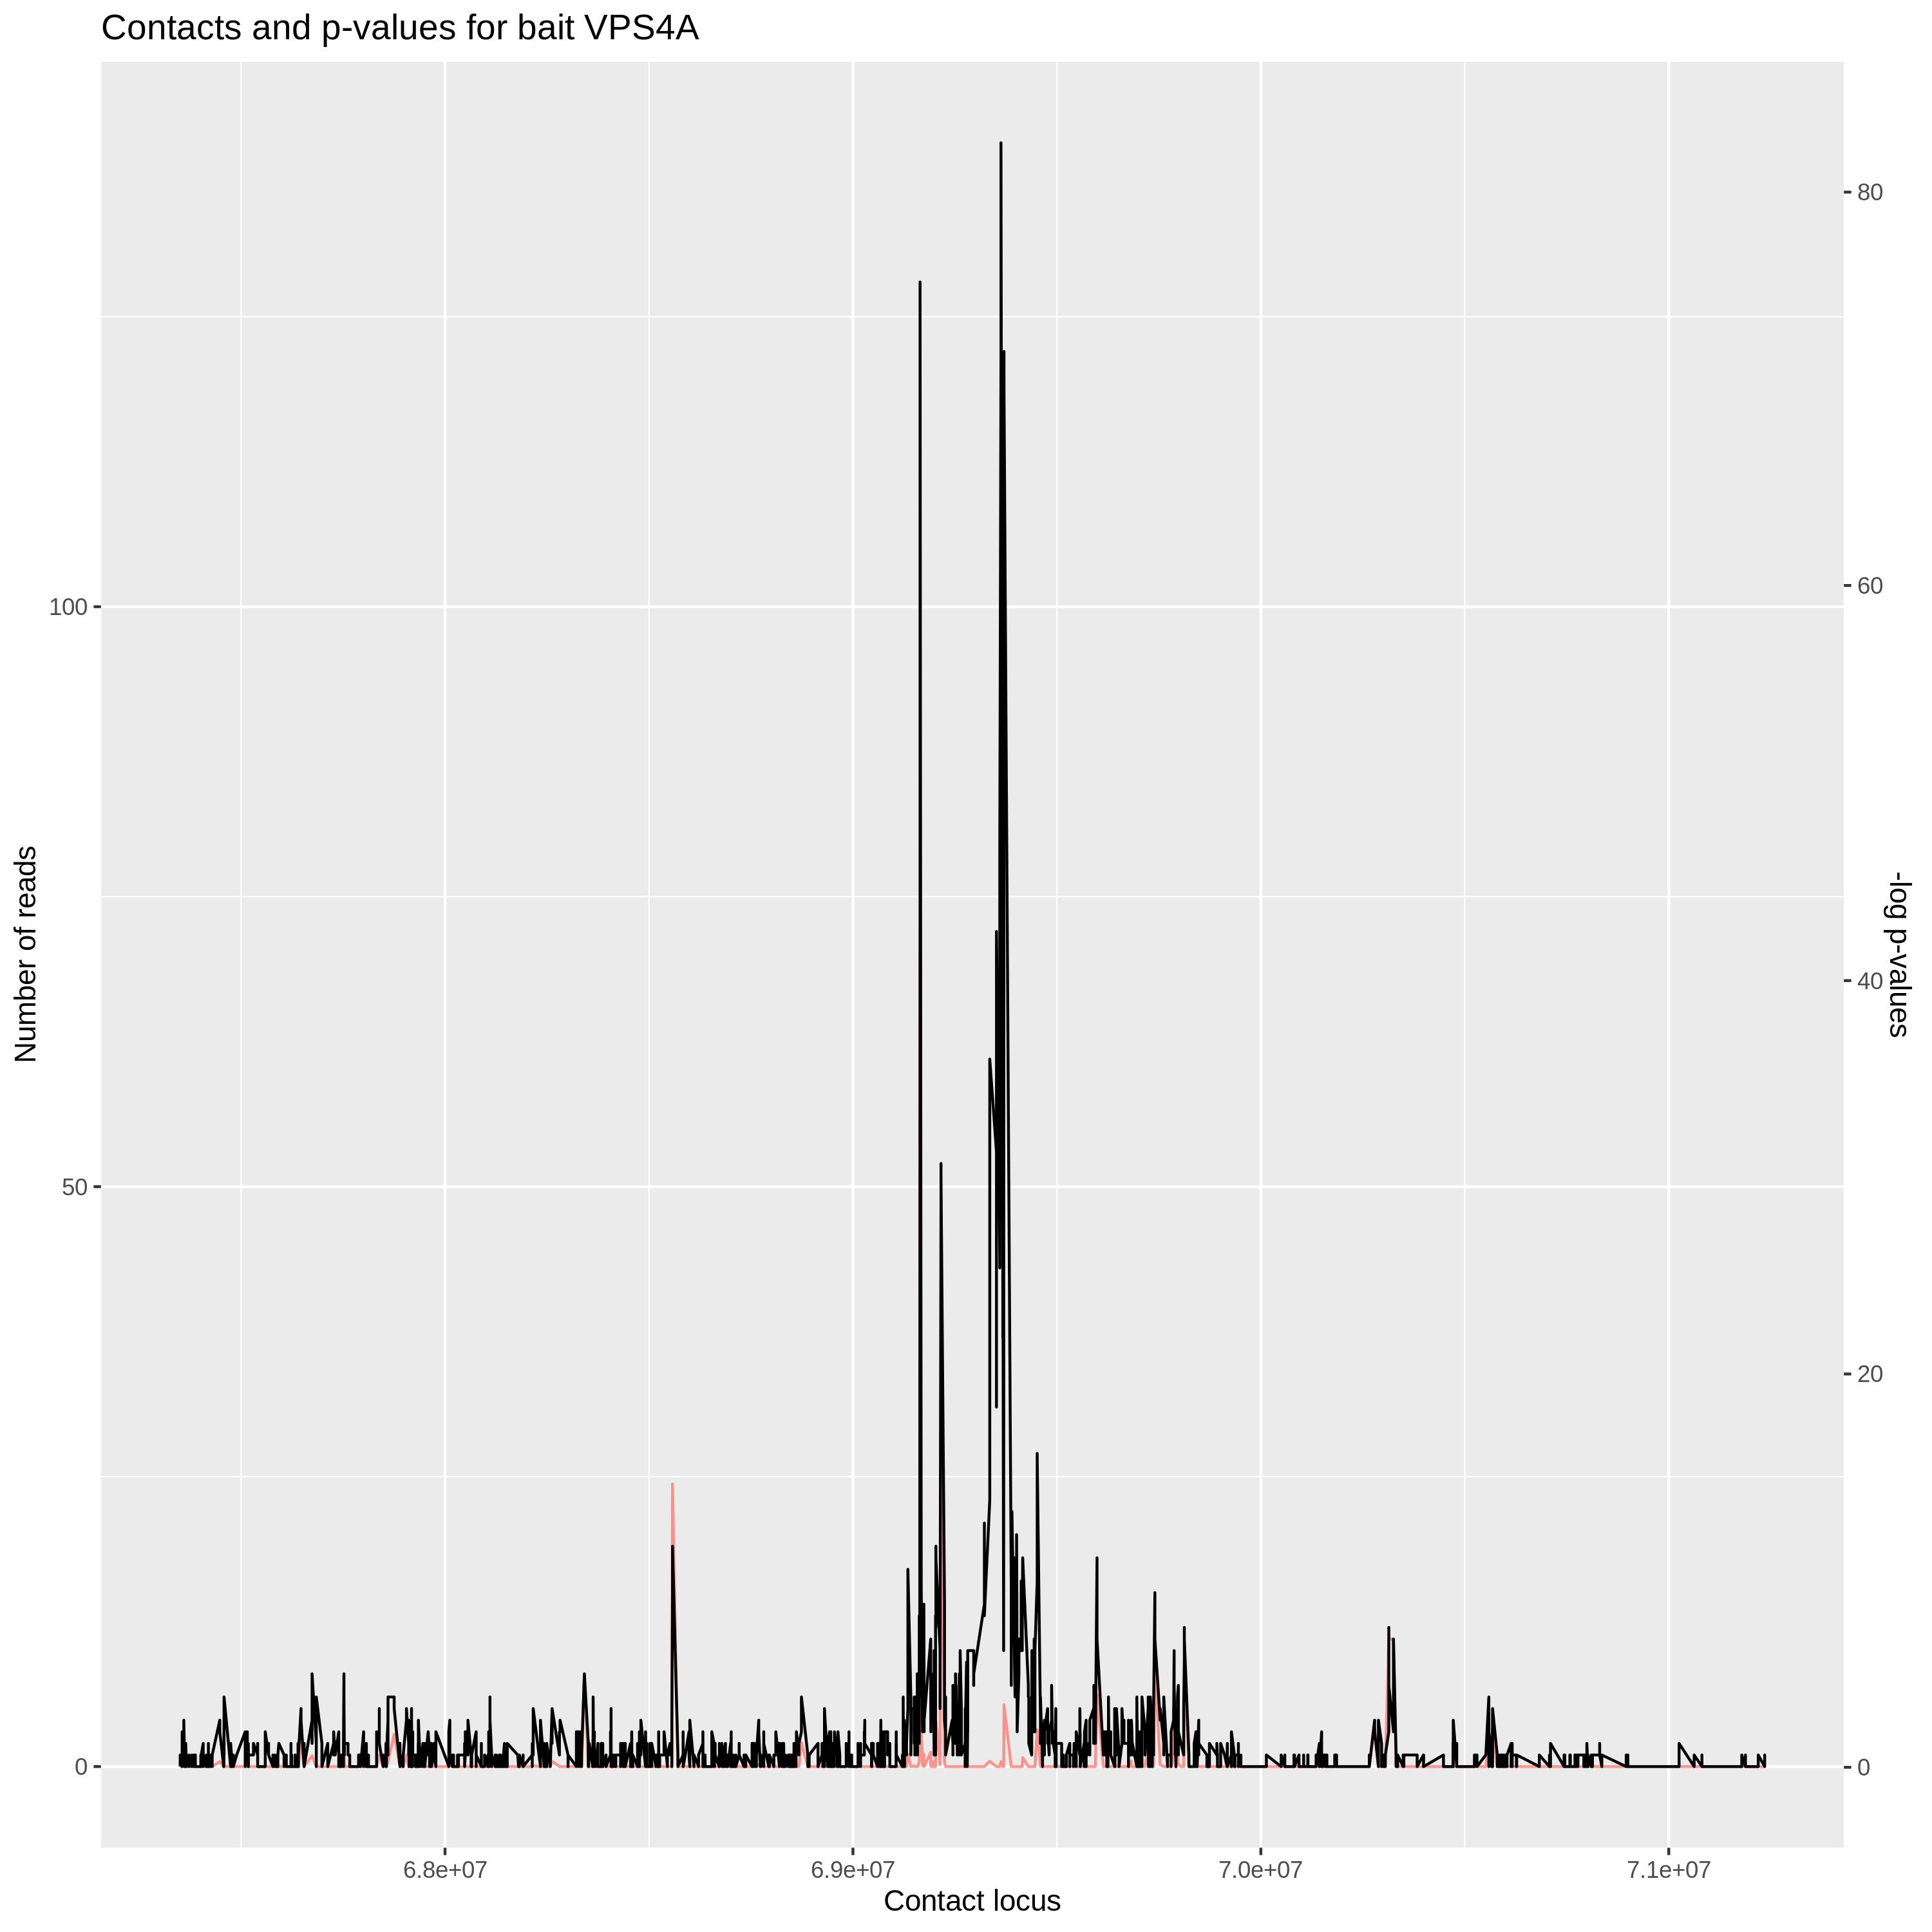 Contacts and p-values for bait VPS4A
Number of reads
100
50
0
80
60
40
20
0
-log p-values
6.8e+07
6.9e+07
7.0e+07
7.1e+07
Contact locus